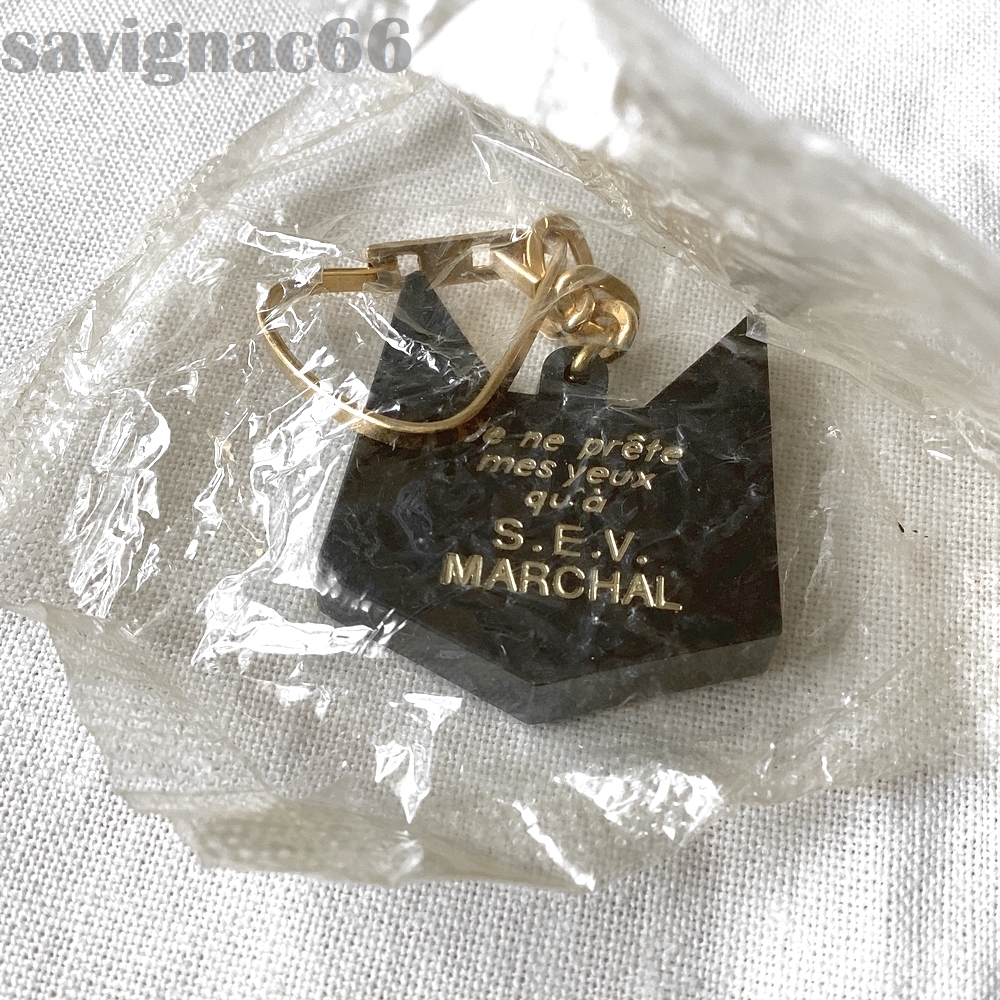 savignac66
Je ne prête
mes yeux
qu'à
S.E.V.
MARCHAL